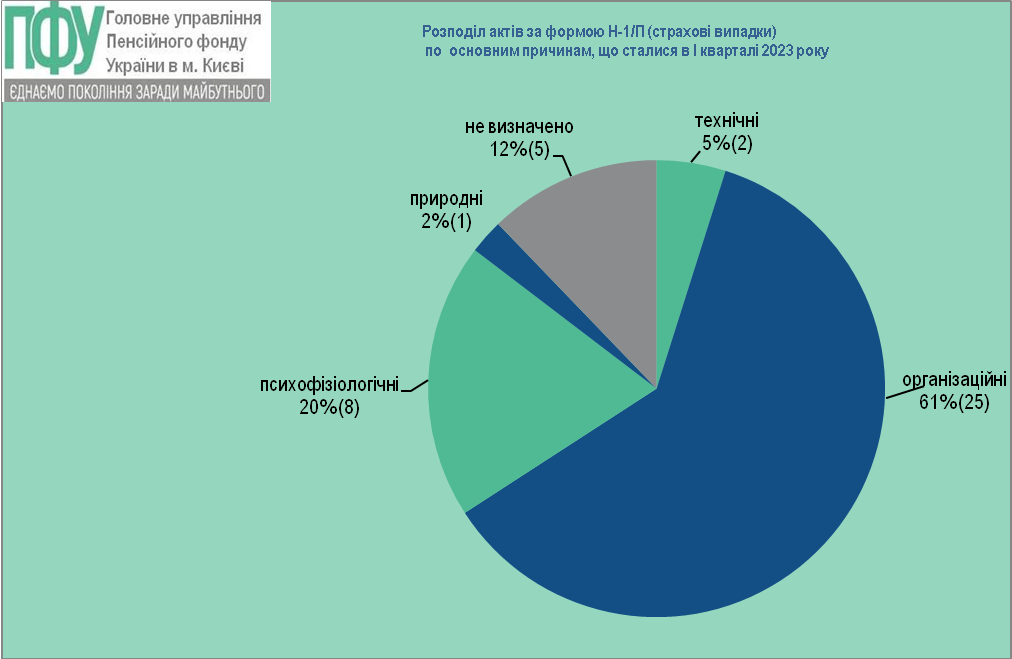 ПФУ
Головне управління
Пенсійного фонду
України в м. Києві
ЄДНАЄМО ПОКОЛІННЯ ЗАРАДИ МАЙБУТНЬОГО
Розподіл актів за формою Н-1/П (страхові випадки)
по основним причинам, що сталися в І кварталі 2023 року
не визначено
12%(5)
технічні
5%(2)
природні
2%(1)
психофізіологічні
20%(8)
організаційні
61%(25)